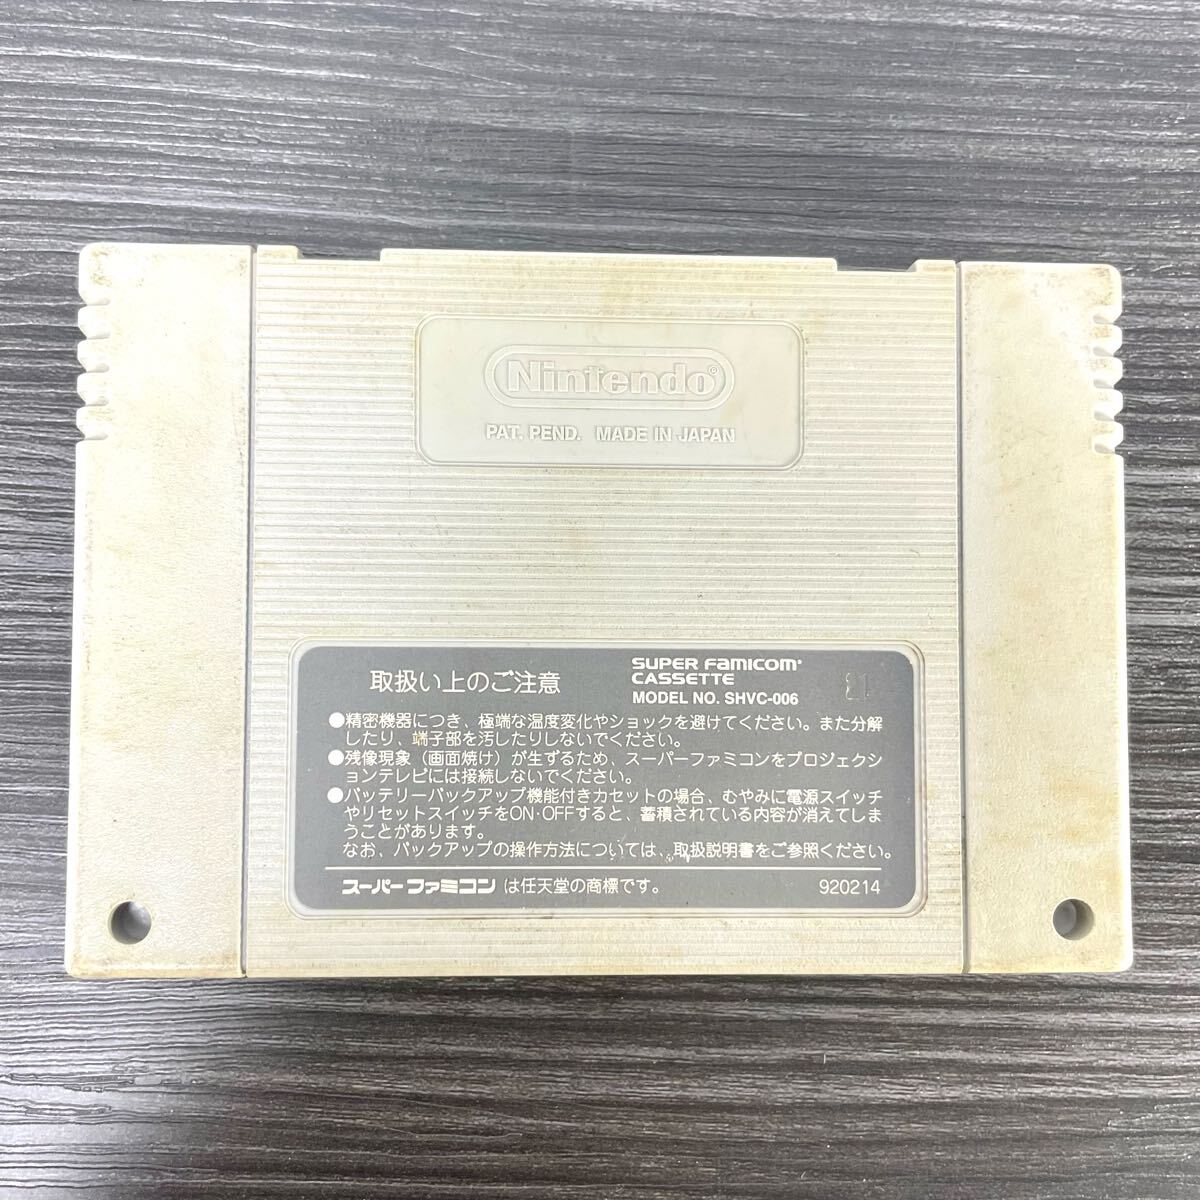 Nintendo®
PAT. PEND. MADE IN JAPAN
取扱い上のご注意
SUPER FAMICOM®
CASSETTE
MODEL NO. SHVC-006
21
●精密機器につき、極端な温度変化やショックを避けてください。また分解
したり、端子部を汚したりしないでください。
●残像現象（画面焼け）が生ずるため、スーパーファミコンをプロジェクシ
ョンテレビには接続しないでください。
●バッテリーバックアップ機能付きカセットの場合、むやみに電源スイッチ
やリセットスイッチをON・OFFすると、蓄積されている内容が消えてしま
うことがあります。
なお、バックアップの操作方法については、取扱説明書をご参照ください。
スーパーファミコンは任天堂の商標です。
920214